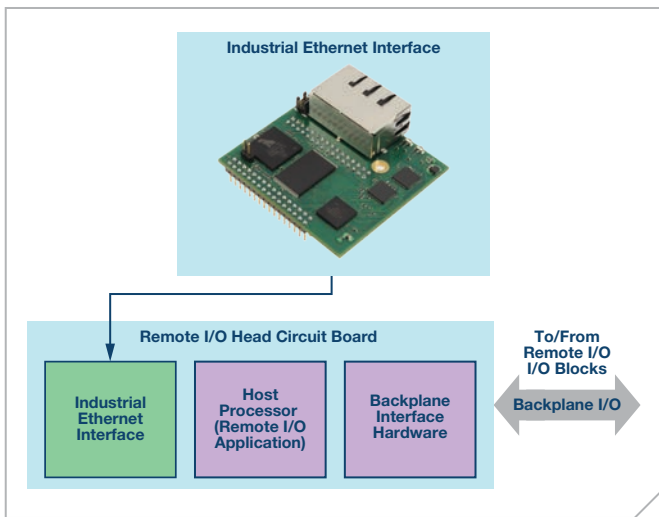 Industrial Ethernet Interface
Remote I/O Head Circuit Board
Industrial
Ethernet
Interface
Host
Processor
(Remote I/O
Application)
Backplane
Interface
Hardware
To/From
Remote I/O
I/O Blocks
Backplane I/O